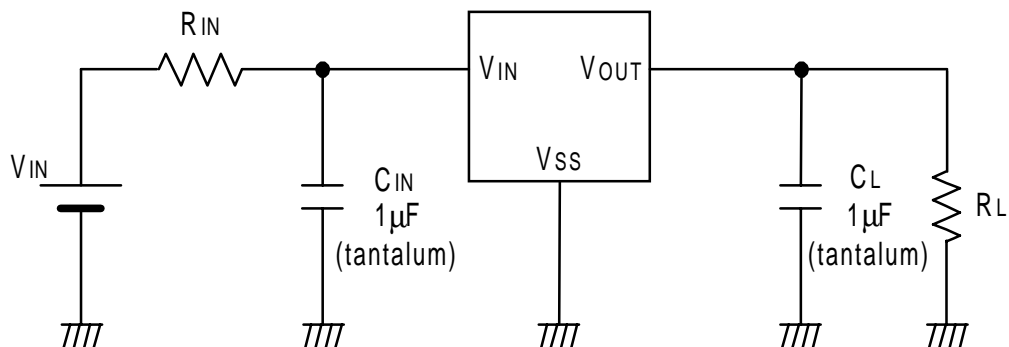 RIN
VIN
VOUT
VSS
VIN
CIN
1μF
(tantalum)
CL
1μF
(tantalum)
RL